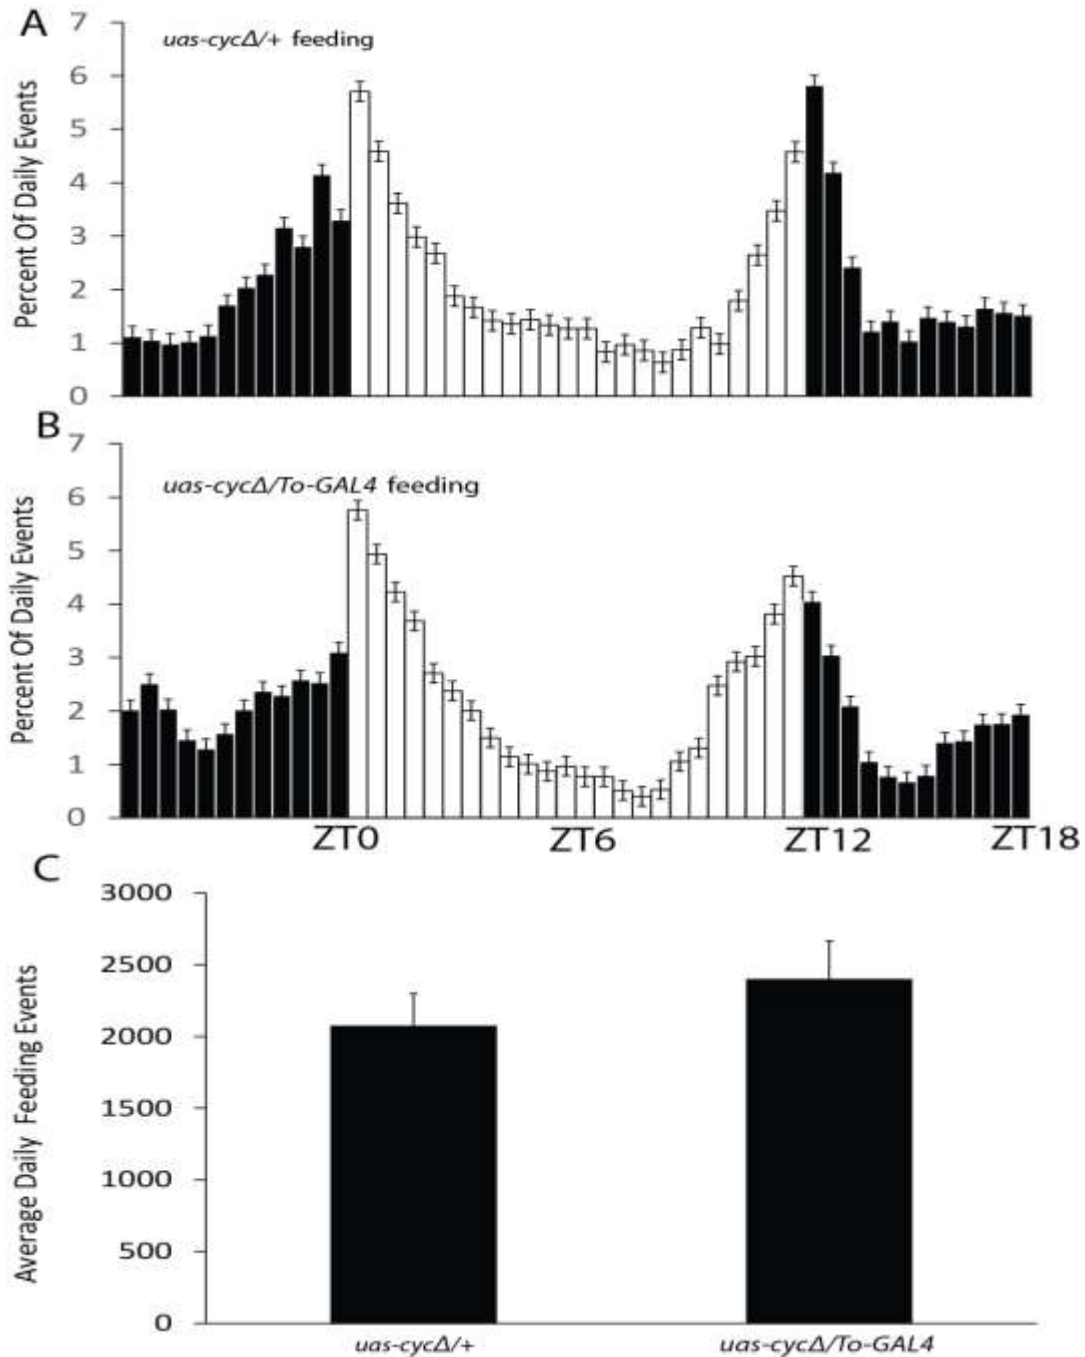 A
uas-cycΔ/+ feeding
Percent Of Daily Events
7
6
5
4
3
2
1
0
B
uas-cycΔ/To-GAL4 feeding
Percent Of Daily Events
7
6
5
4
3
2
1
0
ZT0 ZT6 ZT12 ZT18
C
Average Daily Feeding Events
3000
2500
2000
1500
1000
500
0
uas-cycΔ/+ uas-cycΔ/To-GAL4